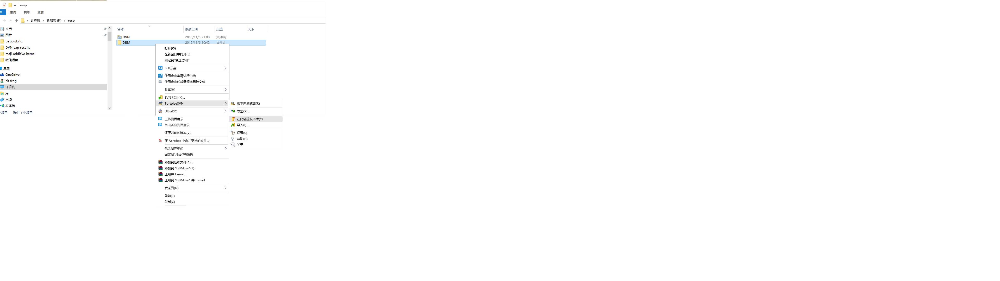 resp
件
主页 共享 查看
计算机 新加卷 (F:) resp
文档
图片
basic-skills
DVN exp results
maji-additive kernel
微信运营
桌面
OneDrive
hit frog
计算机
库
网络
家庭组
个项目 选中 1 个项目
名称 修改日期 类型 大小
DVN 2015/11/5 21:08 文件夹
DBM 2015/11/6 10:42 文件夹
打开(O)
在新窗口中打开(E)
固定到"快速访问"
360云盘
使用金山毒霸进行扫描
使用金山粉碎器彻底删除文件
共享(H)
SVN 检出(K)...
TortoiseSVN
UltraISO
上传到百度云
自动备份到百度云
还原以前的版本(V)
在 Acrobat 中合并支持的文件...
包含到库中(I)
固定到"开始"屏幕(P)
添加到压缩文件(A)...
添加到 "DBM.rar"(T)
压缩并 E-mail...
压缩到 "DBM.rar" 并 E-mail
发送到(N)
剪切(T)
复制(C)
版本库浏览器(R)
导出(X)...
在此创建版本库(Y)
导入(I)...
设置(S)
帮助(H)
关于